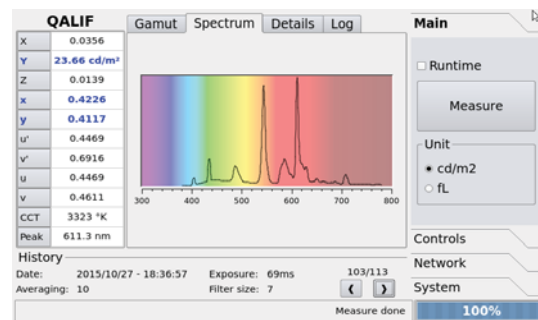 QALIF
X 0.0356
Y 23.66 cd/m²
Z 0.0139
x 0.4226
y 0.4117
u' 0.4469
v' 0.6916
u 0.4469
v 0.4611
CCT 3323 °K
Peak 611.3 nm
Gamut Spectrum Details Log
300 400 500 600 700 800
Main
Runtime
Measure
Unit
cd/m2
fL
Controls
Network
System
History
Date: 2015/10/27 - 18:36:57 Exposure: 69ms 103/113
Averaging: 10 Filter size: 7 ❰ ❱
Measure done 100%